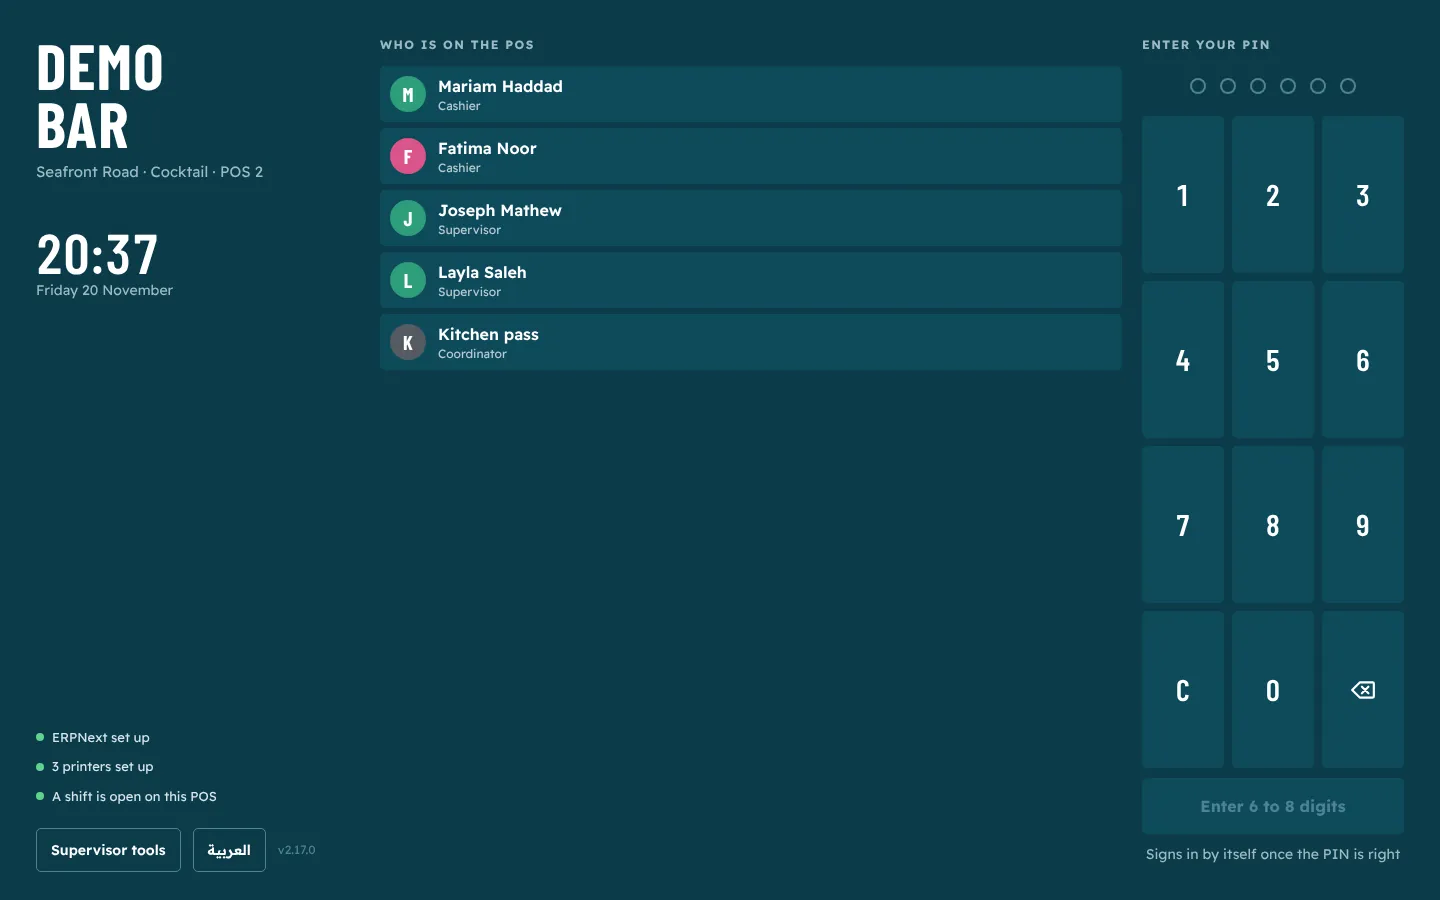 DEMO
BAR
Seafront Road · Cocktail · POS 2
20:37
Friday 20 November
ERPNext set up
3 printers set up
A shift is open on this POS
Supervisor tools
العربية
v2.17.0
WHO IS ON THE POS
M
Mariam Haddad
Cashier
F
Fatima Noor
Cashier
J
Joseph Mathew
Supervisor
L
Layla Saleh
Supervisor
K
Kitchen pass
Coordinator
ENTER YOUR PIN
1 2 3
4 5 6
7 8 9
C 0
Enter 6 to 8 digits
Signs in by itself once the PIN is right